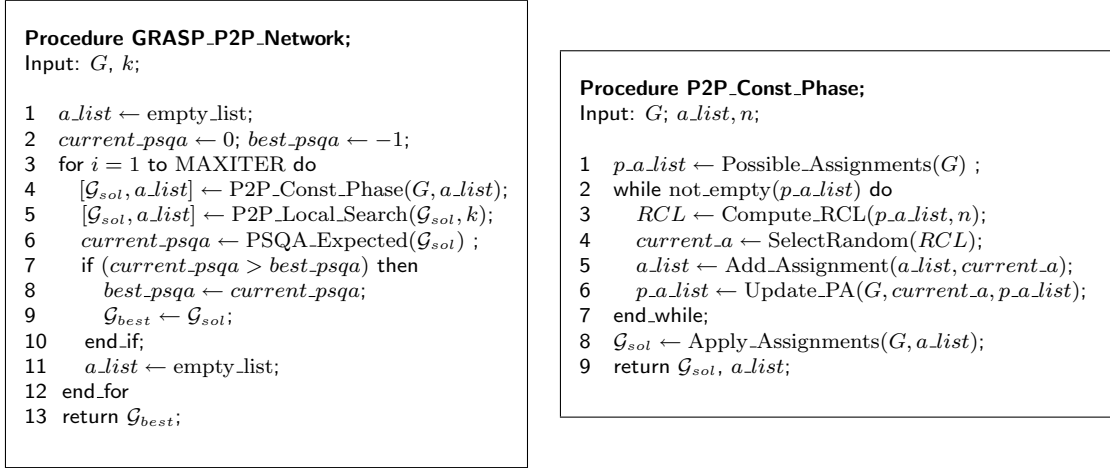 Procedure GRASP_P2P_Network;
Input: G, k;
1 a_list ← empty_list;
2 current_psqa ← 0; best_psqa ← −1;
3 for i = 1 to MAXITER do
4 [𝒢sol, a_list] ← P2P_Const_Phase(G, a_list);
5 [𝒢sol, a_list] ← P2P_Local_Search(𝒢sol, k);
6 current_psqa ← PSQA_Expected(𝒢sol) ;
7 if (current_psqa > best_psqa) then
8 best_psqa ← current_psqa;
9 𝒢best ← 𝒢sol;
10 end_if;
11 a_list ← empty_list;
12 end_for
13 return 𝒢best;
Procedure P2P_Const_Phase;
Input: G; a_list, n;
1 p_a_list ← Possible_Assignments(G) ;
2 while not_empty(p_a_list) do
3 RCL ← Compute_RCL(p_a_list, n);
4 current_a ← SelectRandom(RCL);
5 a_list ← Add_Assignment(a_list, current_a);
6 p_a_list ← Update_PA(G, current_a, p_a_list);
7 end_while;
8 𝒢sol ← Apply_Assignments(G, a_list);
9 return 𝒢sol, a_list;